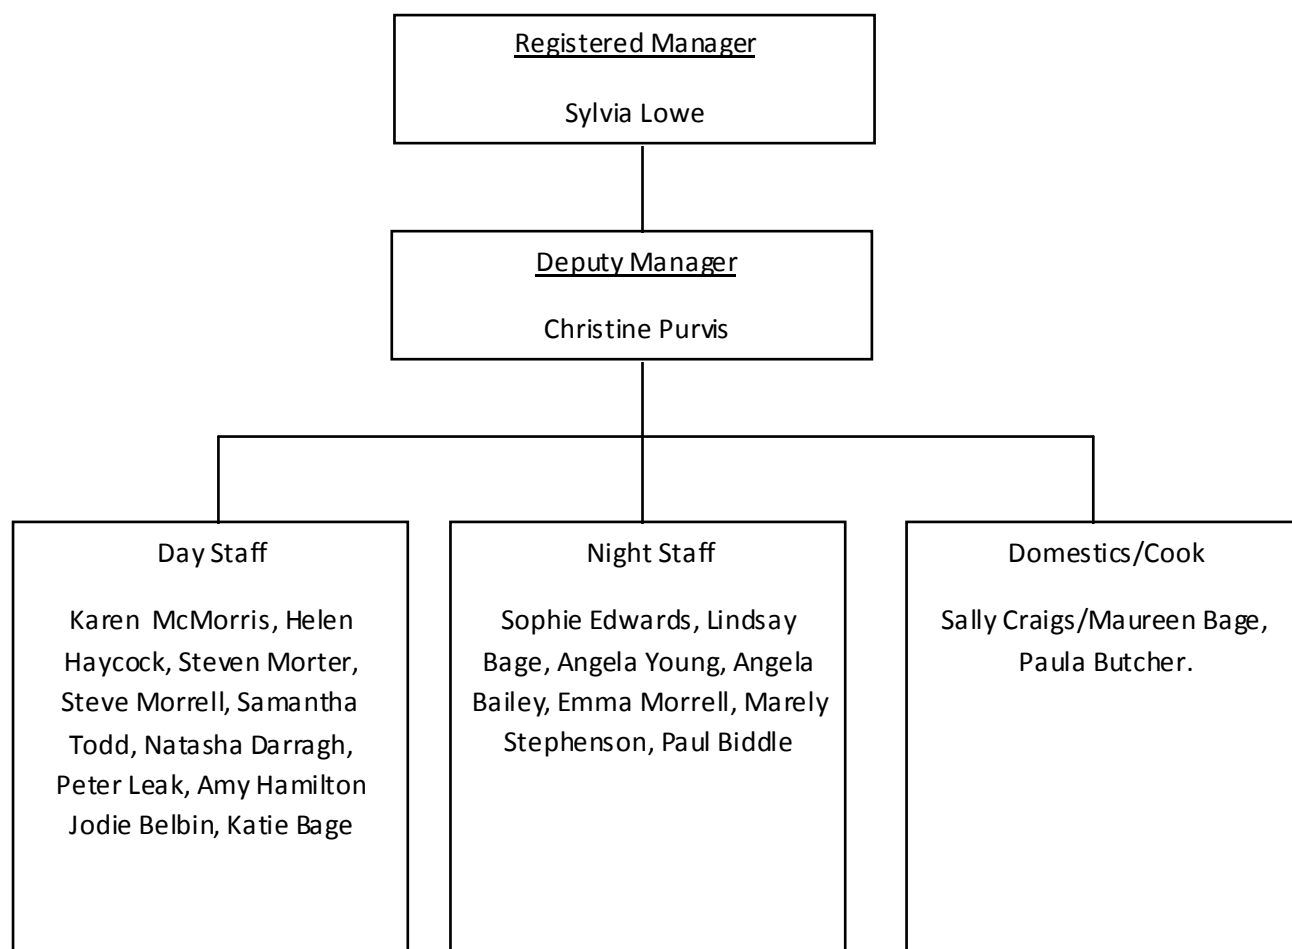 Registered Manager
Sylvia Lowe
Deputy Manager
Christine Purvis
Day Staff
Karen McMorris, Helen
Haycock, Steven Morter,
Steve Morrell, Samantha
Todd, Natasha Darragh,
Peter Leak, Amy Hamilton
Jodie Belbin, Katie Bage
Night Staff
Sophie Edwards, Lindsay
Bage, Angela Young, Angela
Bailey, Emma Morrell, Marely
Stephenson, Paul Biddle
Domestics/Cook
Sally Craigs/Maureen Bage,
Paula Butcher.